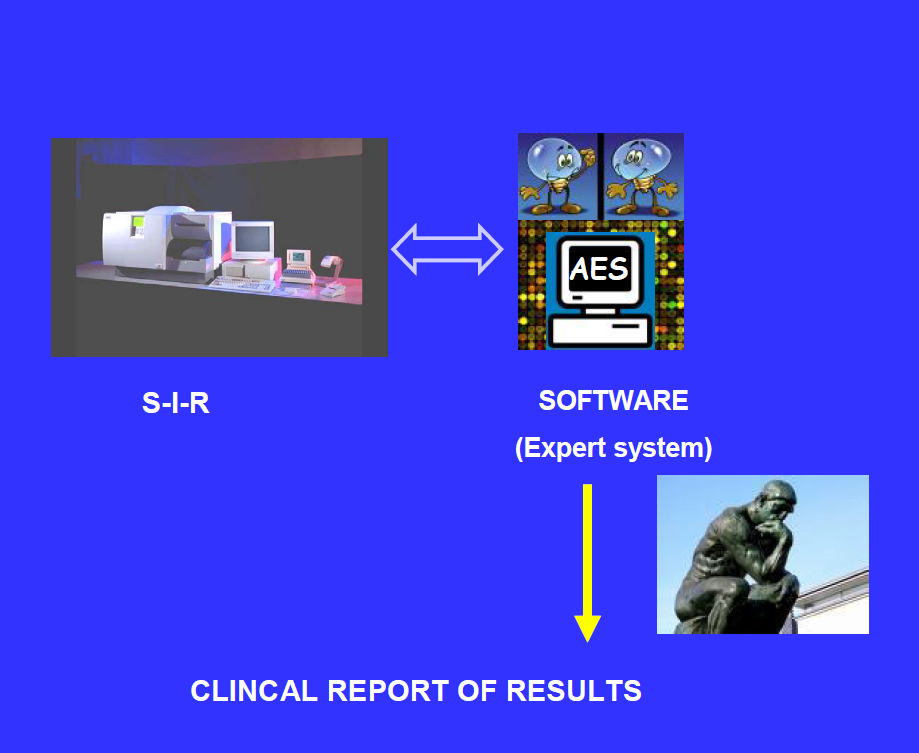 AES
S-I-R
SOFTWARE
(Expert system)
CLINCAL REPORT OF RESULTS